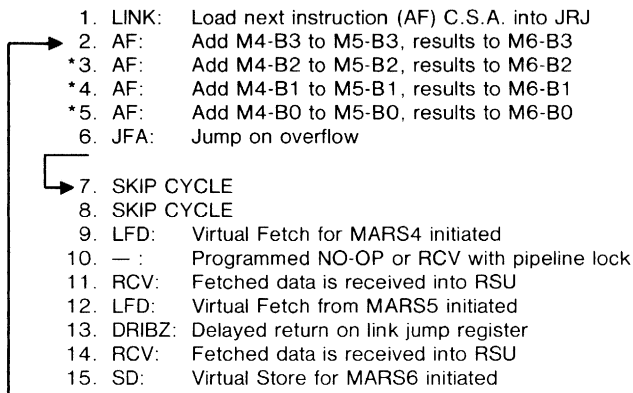 1. LINK: Load next instruction (AF) C.S.A. into JRJ
2. AF: Add M4-B3 to M5-B3, results to M6-B3
*3. AF: Add M4-B2 to M5-B2, results to M6-B2
*4. AF: Add M4-B1 to M5-B1, results to M6-B1
*5. AF: Add M4-BO to M5-BO, results to M6-BO
6. JFA: Jump on overflow
7. SKIP CYCLE
8. SKIP CYCLE
9. LFD: Virtual Fetch for MARS4 initiated
10. — : Programmed NO-OP or RCV with pipeline lock
11. RCV: Fetched data is received into RSU
12. LFD: Virtual Fetch from MARS5 initiated
13. DRIBZ: Delayed return on link jump register
14. RCV: Fetched data is received into RSU
15. SD: Virtual Store for MARS6 initiated